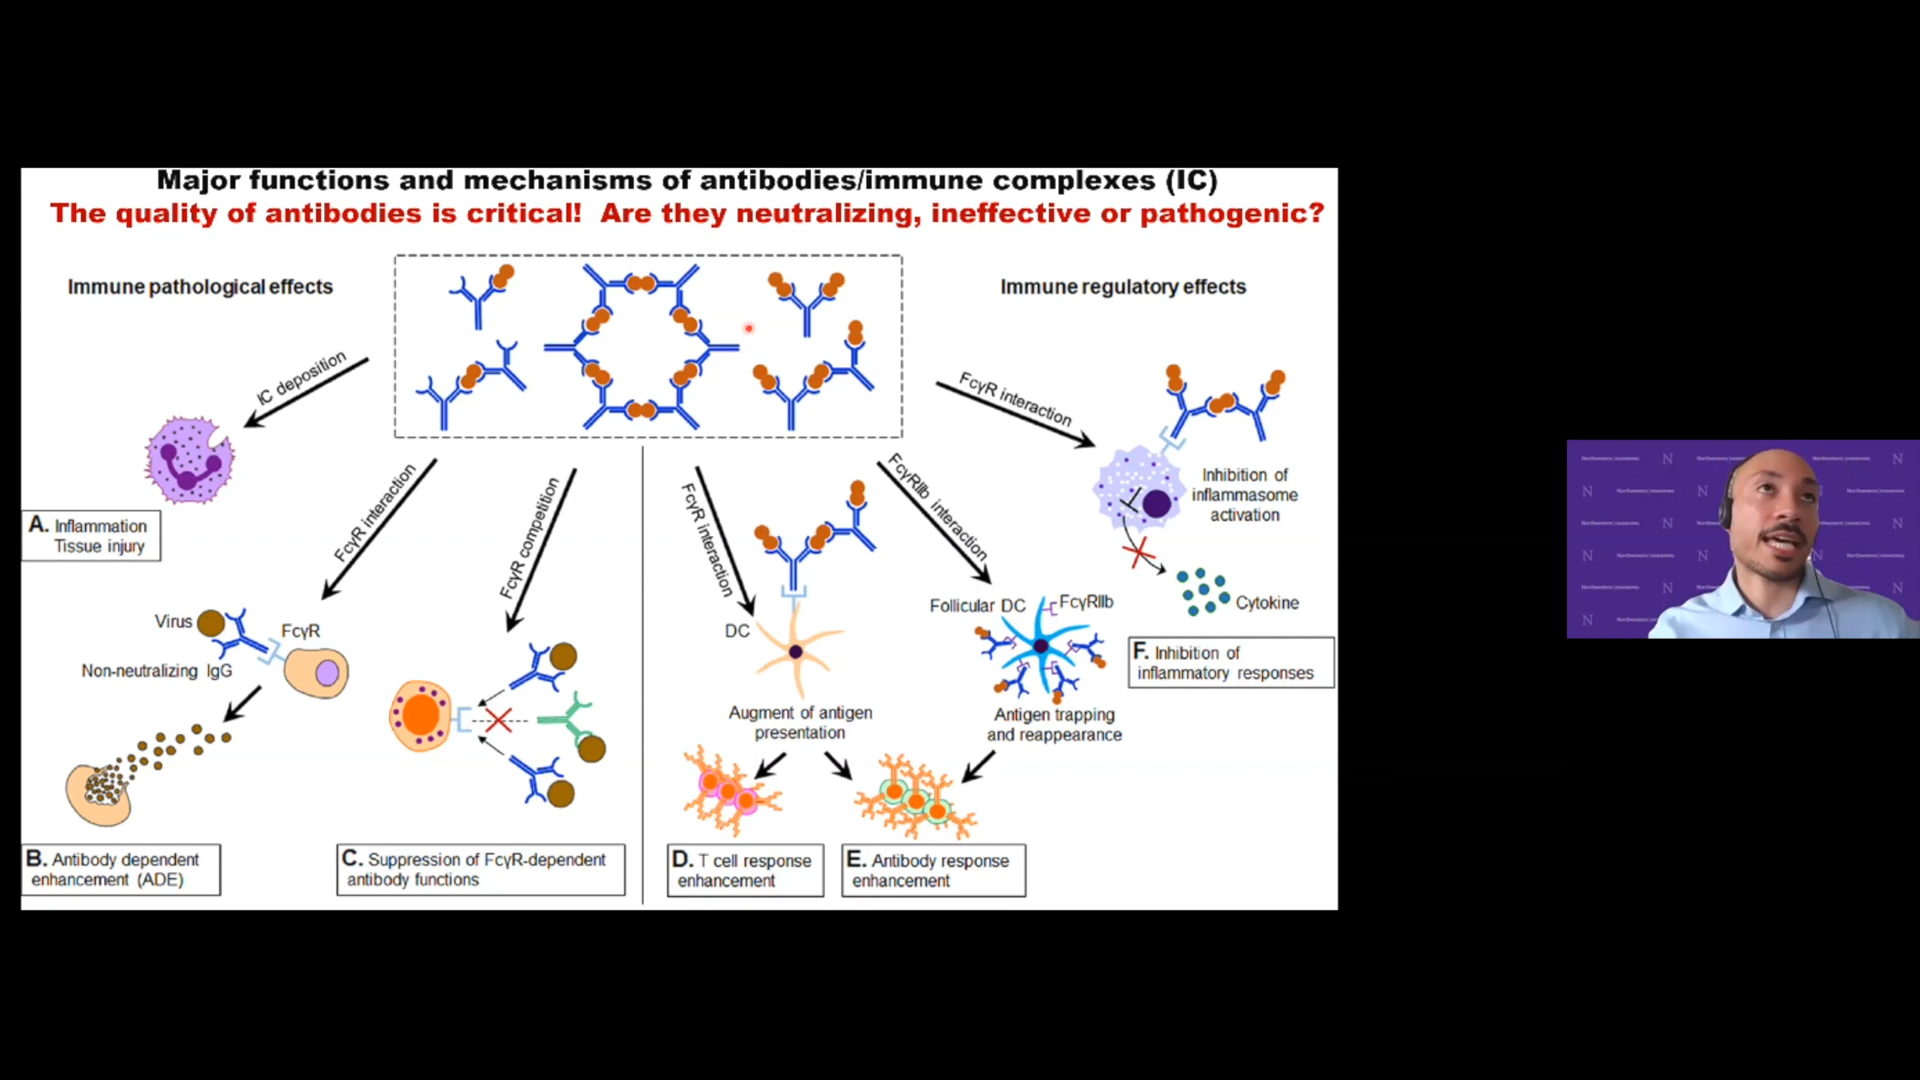 Major functions and mechanisms of antibodies/immune complexes (IC)
The quality of antibodies is critical!  Are they neutralizing, ineffective or pathogenic?
Immune pathological effects
Immune regulatory effects
IC deposition
FcγR interaction
FcγR competition
FcγR interaction
FcγRIIb interaction
FcγR interaction
A. Inflammation
Tissue injury
Virus
FcγR
Non-neutralizing IgG
B. Antibody dependent
enhancement (ADE)
C. Suppression of FcγR-dependent
antibody functions
DC
Augment of antigen
presentation
D. T cell response
enhancement
Follicular DC
FcγRIIb
Antigen trapping
and reappearance
E. Antibody response
enhancement
Inhibition of
inflammasome
activation
Cytokine
F. Inhibition of
inflammatory responses